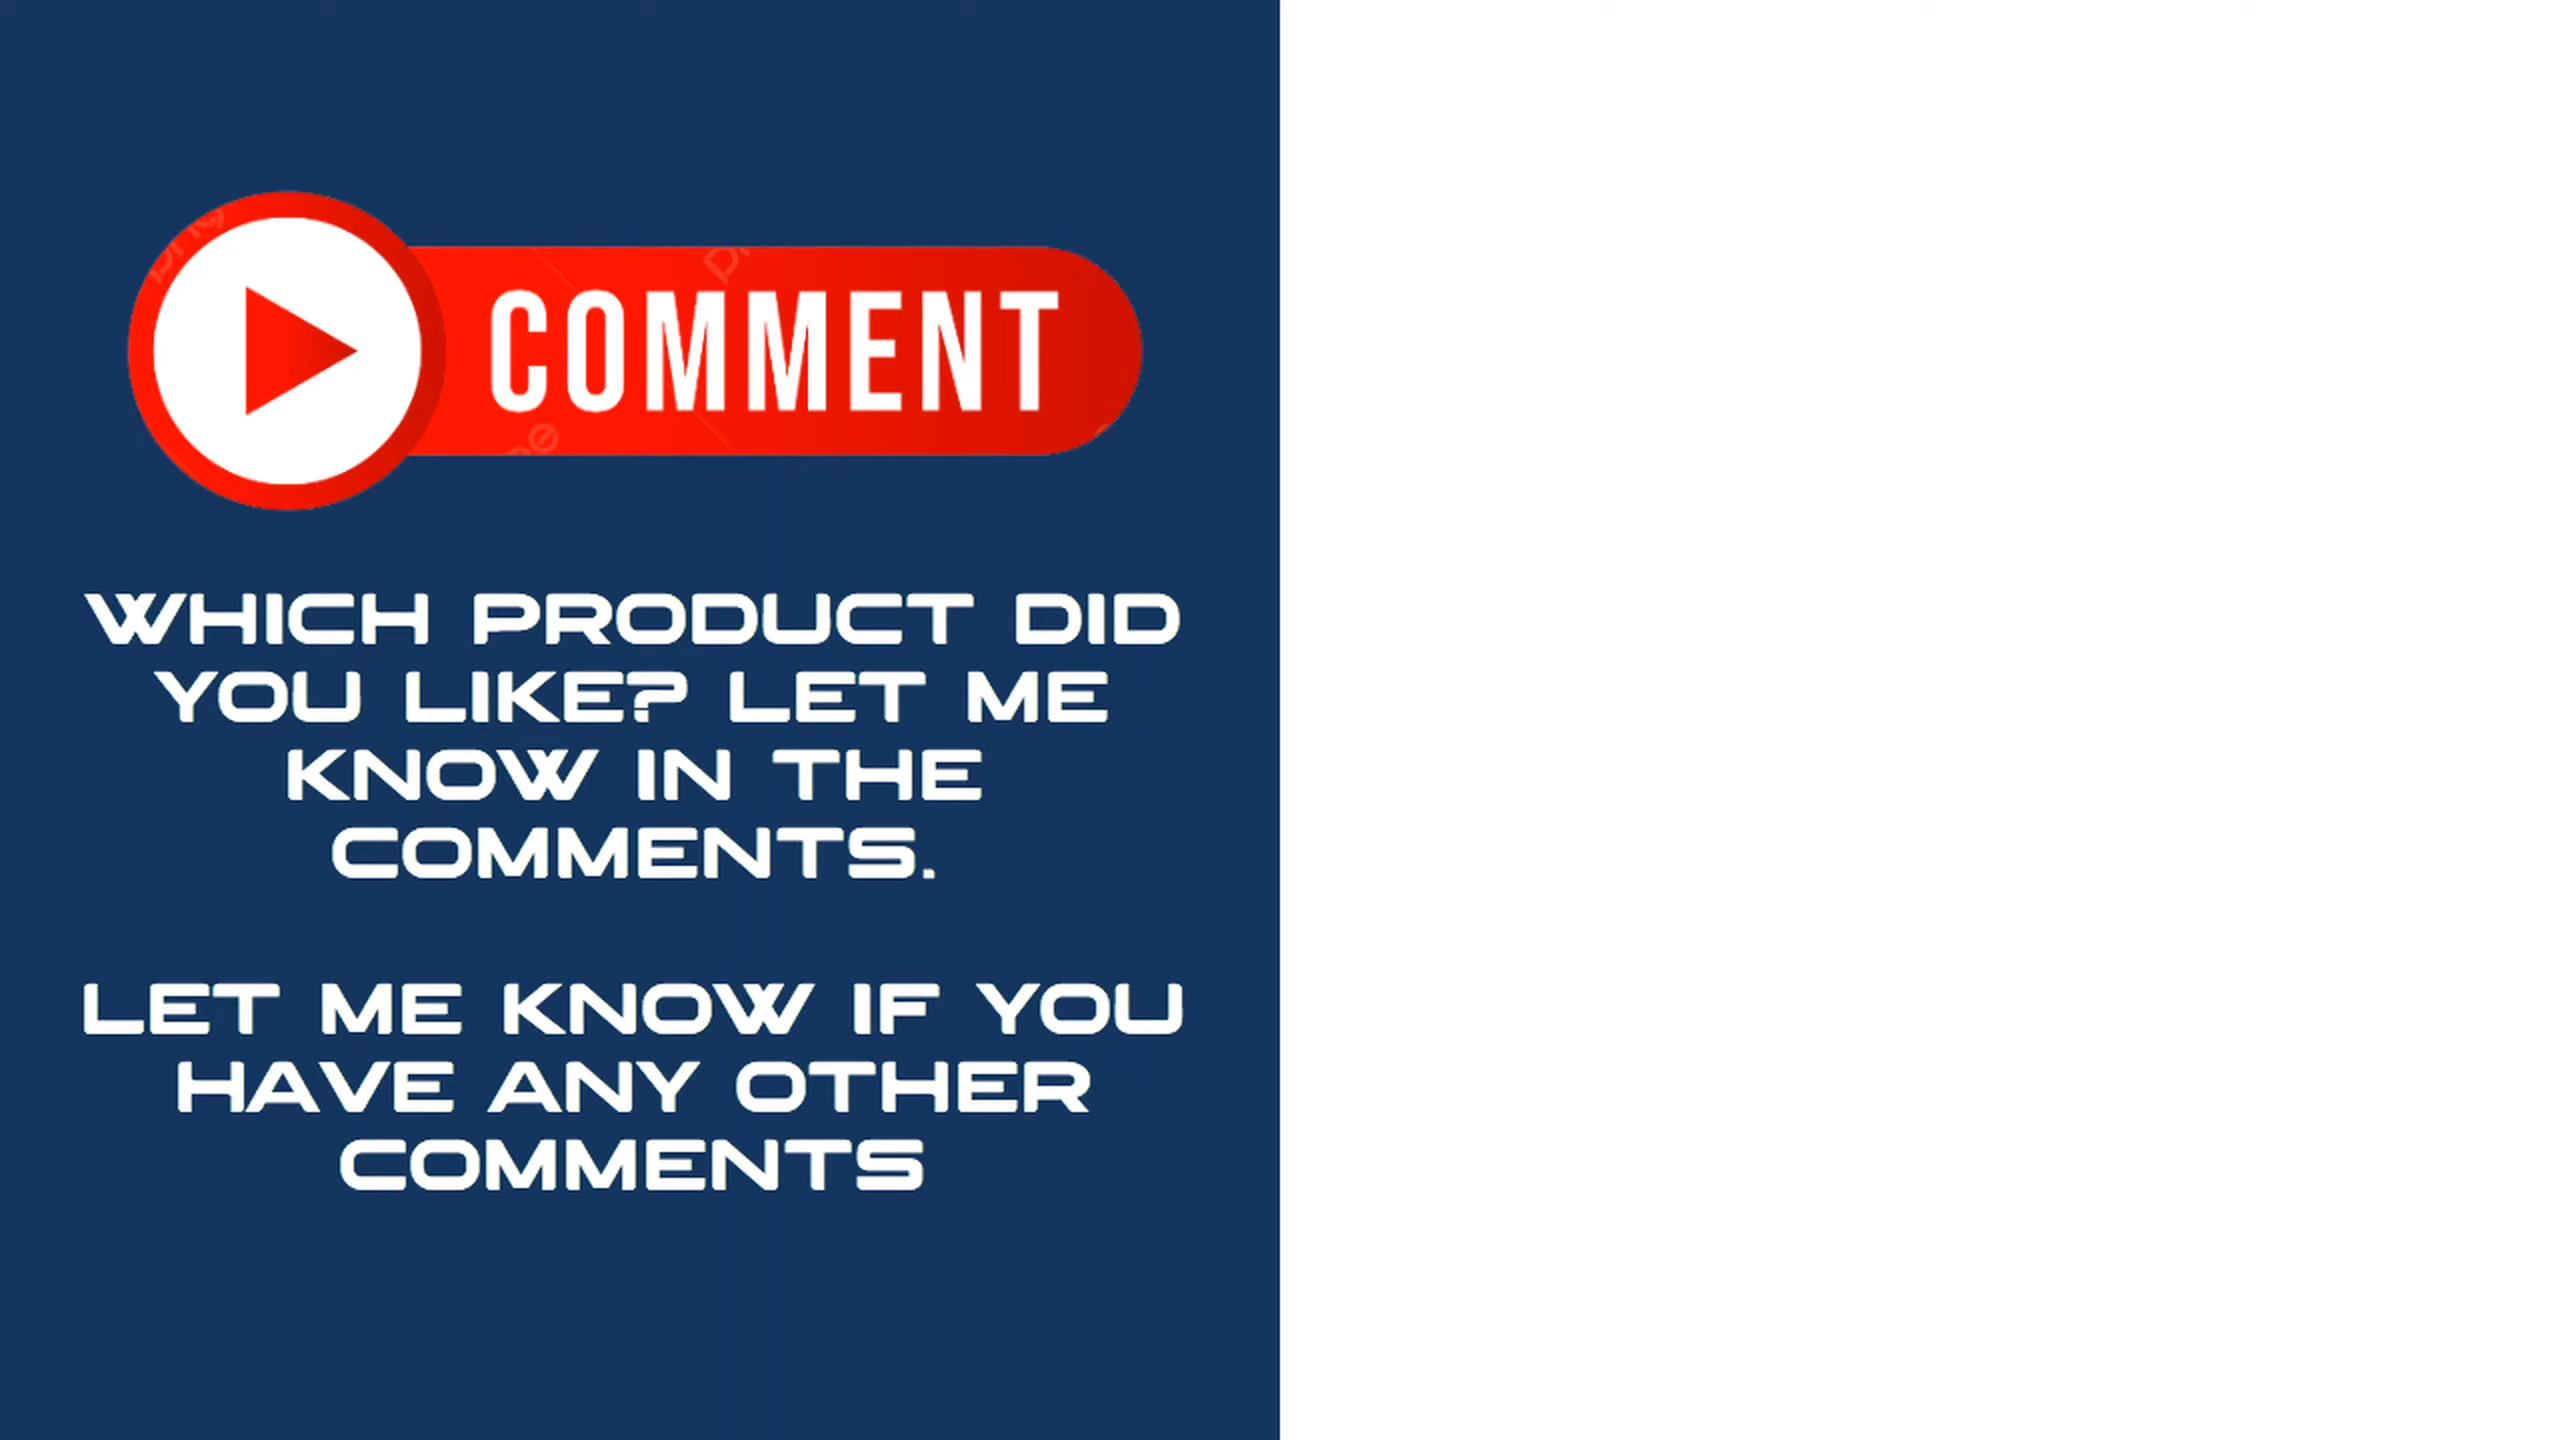 COMMENT
WHICH PRODUCT DID
YOU LIKE? LET ME
KNOW IN THE
COMMENTS.
LET ME KNOW IF YOU
HAVE ANY OTHER
COMMENTS